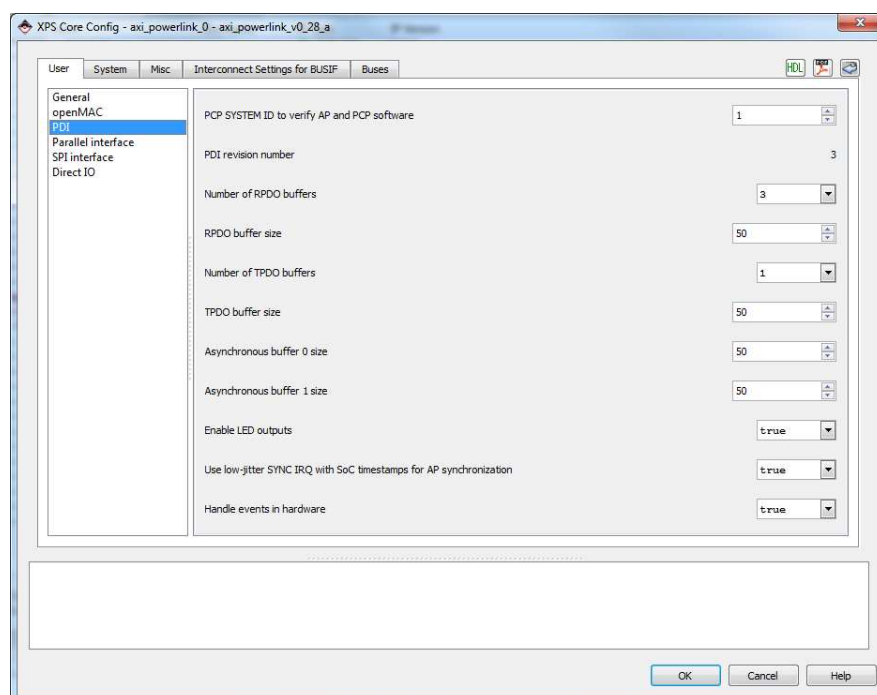 XPS Core Config - axi_powerlink_0 - axi_powerlink_v0_28_a
User System Misc Interconnect Settings for BUSIF Buses
HDL
General
openMAC
PDI
Parallel interface
SPI interface
Direct IO
PCP SYSTEM ID to verify AP and PCP software 1
PDI revision number 3
Number of RPDO buffers 3
RPDO buffer size 50
Number of TPDO buffers 1
TPDO buffer size 50
Asynchronous buffer 0 size 50
Asynchronous buffer 1 size 50
Enable LED outputs true
Use low-jitter SYNC IRQ with SoC timestamps for AP synchronization true
Handle events in hardware true
OK Cancel Help